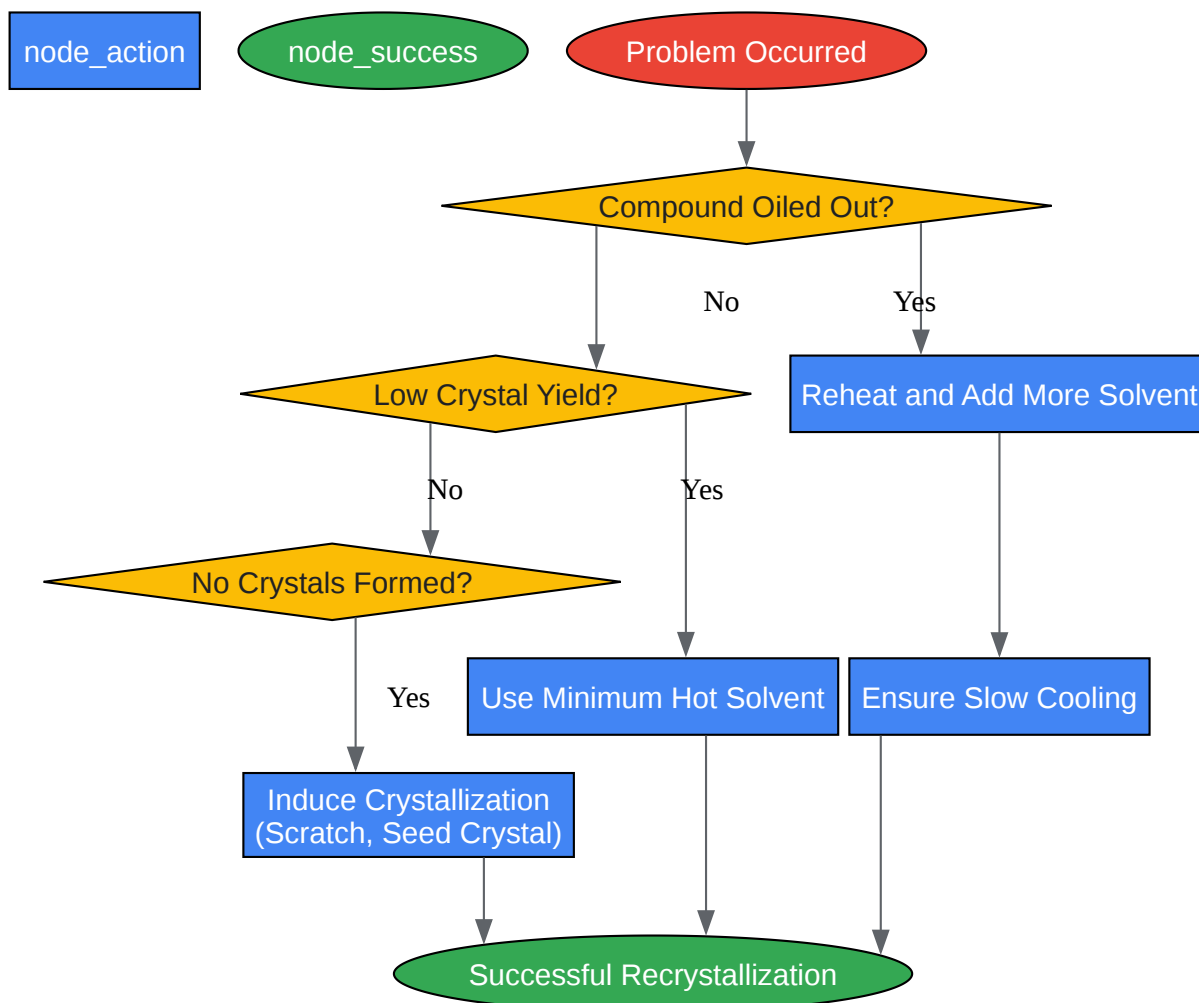 node_action
node_success
Problem Occurred
Compound Oiled Out?
No
Yes
Low Crystal Yield?
Reheat and Add More Solvent
No
Yes
No Crystals Formed?
Yes
Use Minimum Hot Solvent
Ensure Slow Cooling
Induce Crystallization
(Scratch, Seed Crystal)
Successful Recrystallization